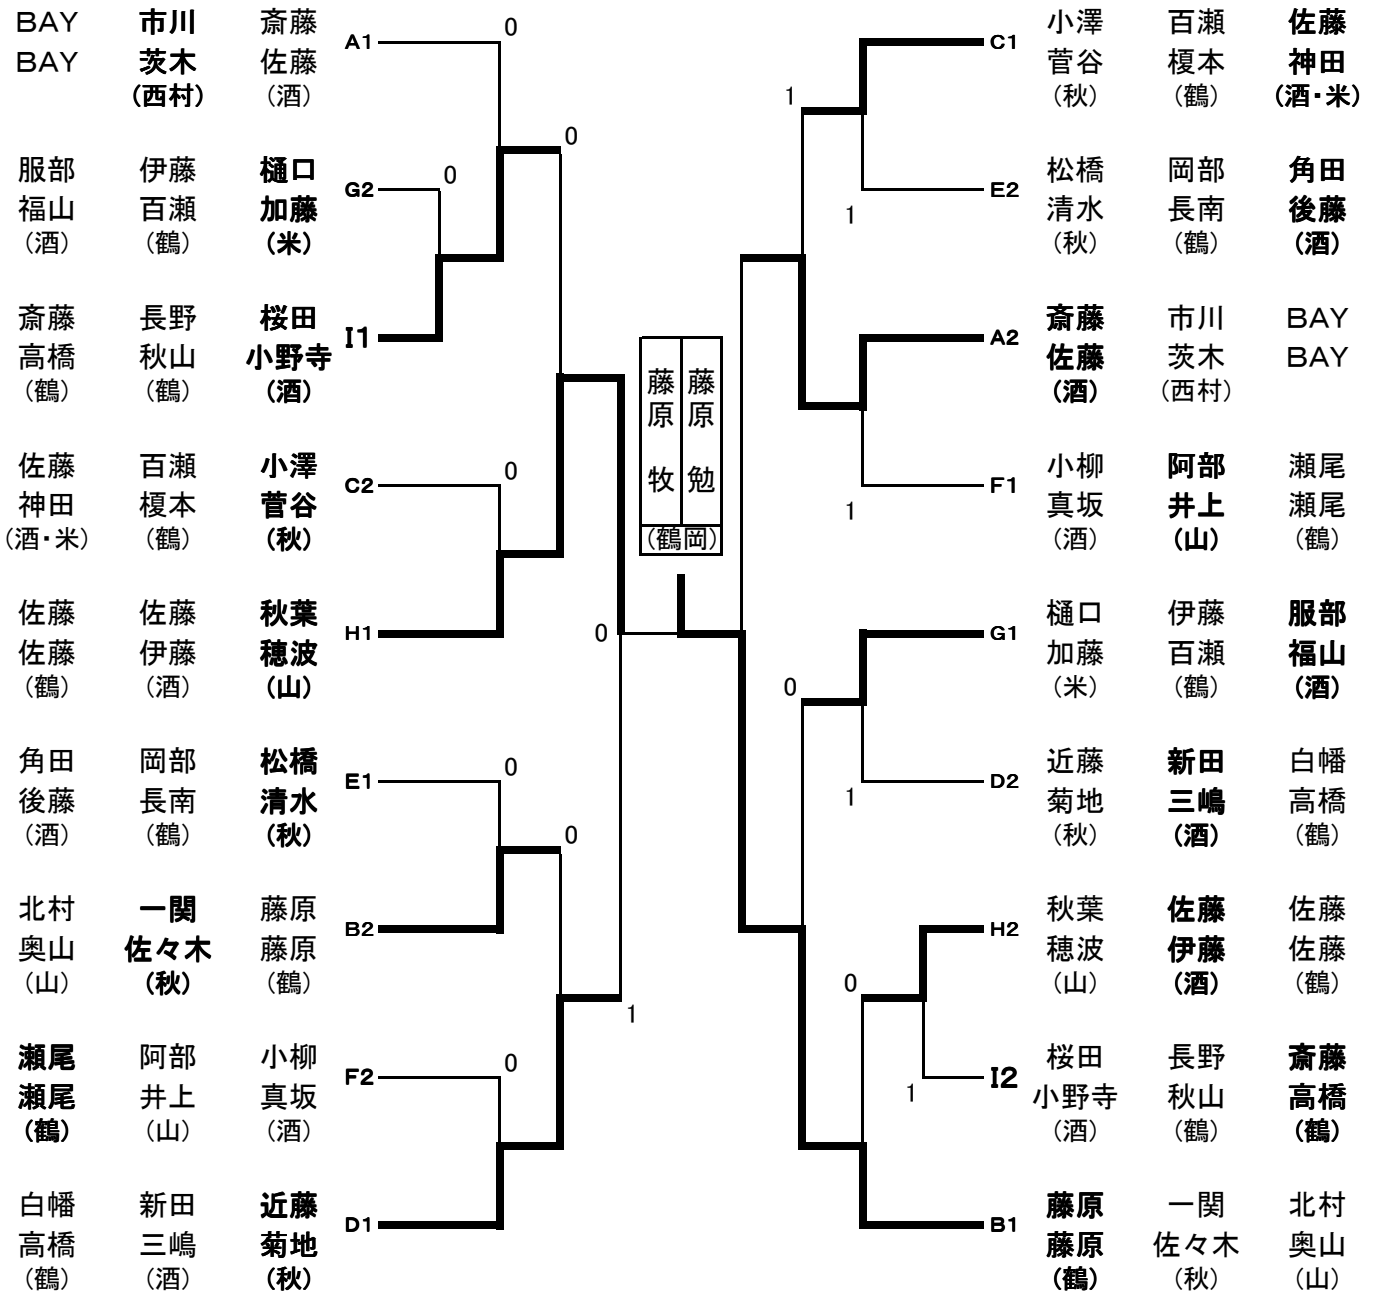 BAY 市川 斎藤
BAY 茨木 佐藤
(西村) (酒)
A1
0
0
服部 伊藤 樋口
福山 百瀬 加藤
(酒) (鶴) (米)
G2
0
斎藤 長野 桜田
高橋 秋山 小野寺
(鶴) (鶴) (酒)
I1
佐藤 百瀬 小澤
神田 榎本 菅谷
(酒・米) (鶴) (秋)
C2
0
佐藤 佐藤 秋葉
佐藤 伊藤 穂波
(鶴) (酒) (山)
H1
0
角田 岡部 松橋
後藤 長南 清水
(酒) (鶴) (秋)
E1
0
0
北村 一関 藤原
奥山 佐々木 藤原
(山) (秋) (鶴)
B2
1
瀬尾 阿部 小柳
瀬尾 井上 真坂
(鶴) (山) (酒)
F2
0
白幡 新田 近藤
高橋 三嶋 菊地
(鶴) (酒) (秋)
D1
藤原 牧
藤原 勉
(鶴岡)
小澤 百瀬 佐藤
菅谷 榎本 神田
(秋) (鶴) (酒・米)
C1
1
松橋 岡部 角田
清水 長南 後藤
(秋) (鶴) (酒)
E2
1
斎藤 市川 BAY
佐藤 茨木 BAY
(酒) (西村)
A2
小柳 阿部 瀬尾
真坂 井上 瀬尾
(酒) (山) (鶴)
F1
1
樋口 伊藤 服部
加藤 百瀬 福山
(米) (鶴) (酒)
G1
0
近藤 新田 白幡
菊地 三嶋 高橋
(秋) (酒) (鶴)
D2
1
秋葉 佐藤 佐藤
穂波 伊藤 佐藤
(山) (酒) (鶴)
H2
0
桜田 長野 斎藤
小野寺 秋山 高橋
(酒) (鶴) (鶴)
I2
1
藤原 一関 北村
藤原 佐々木 奥山
(鶴) (秋) (山)
B1